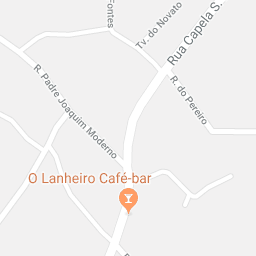 Fontes
Tv. do Novato
Rua Capela S.
R. do Pereiro
R. Padre Joaquim Moderno
O Lanheiro Café-bar